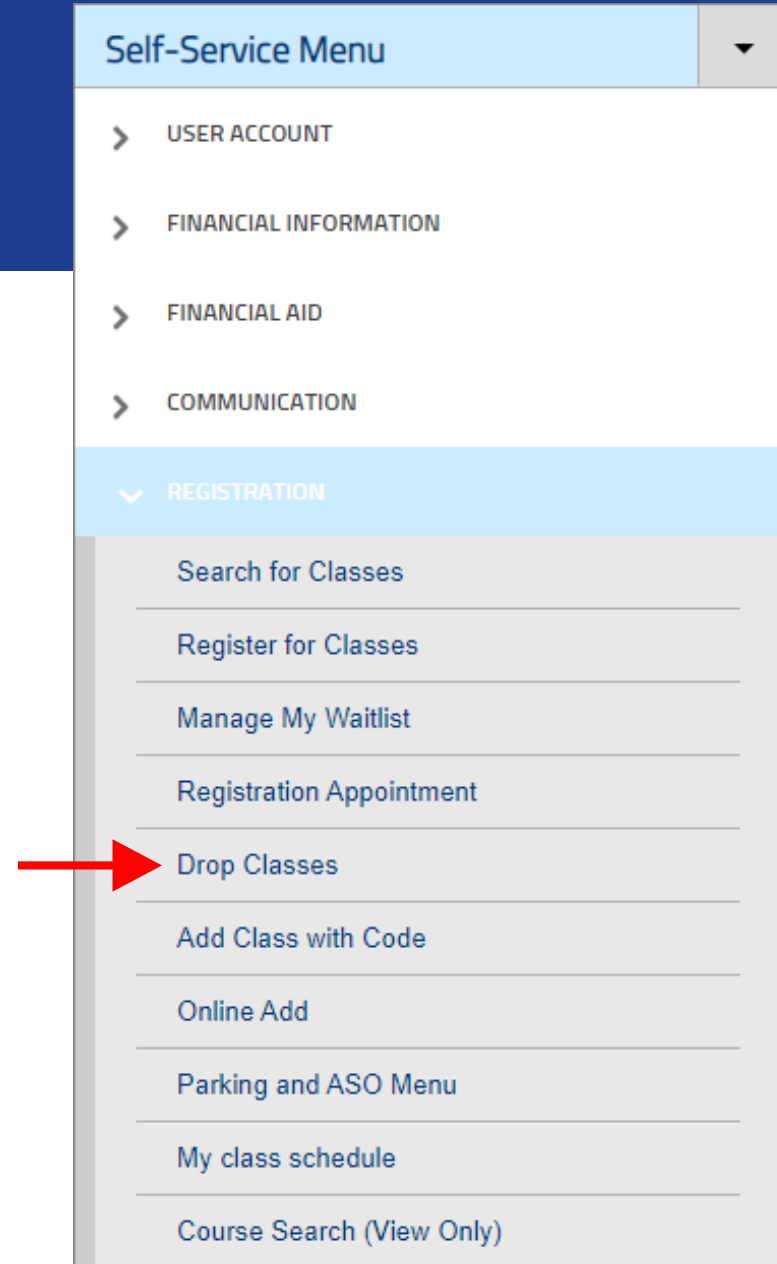 Self-Service Menu
USER ACCOUNT
FINANCIAL INFORMATION
FINANCIAL AID
COMMUNICATION
REGISTRATION
Search for Classes
Register for Classes
Manage My Waitlist
Registration Appointment
Drop Classes
Add Class with Code
Online Add
Parking and ASO Menu
My class schedule
Course Search (View Only)